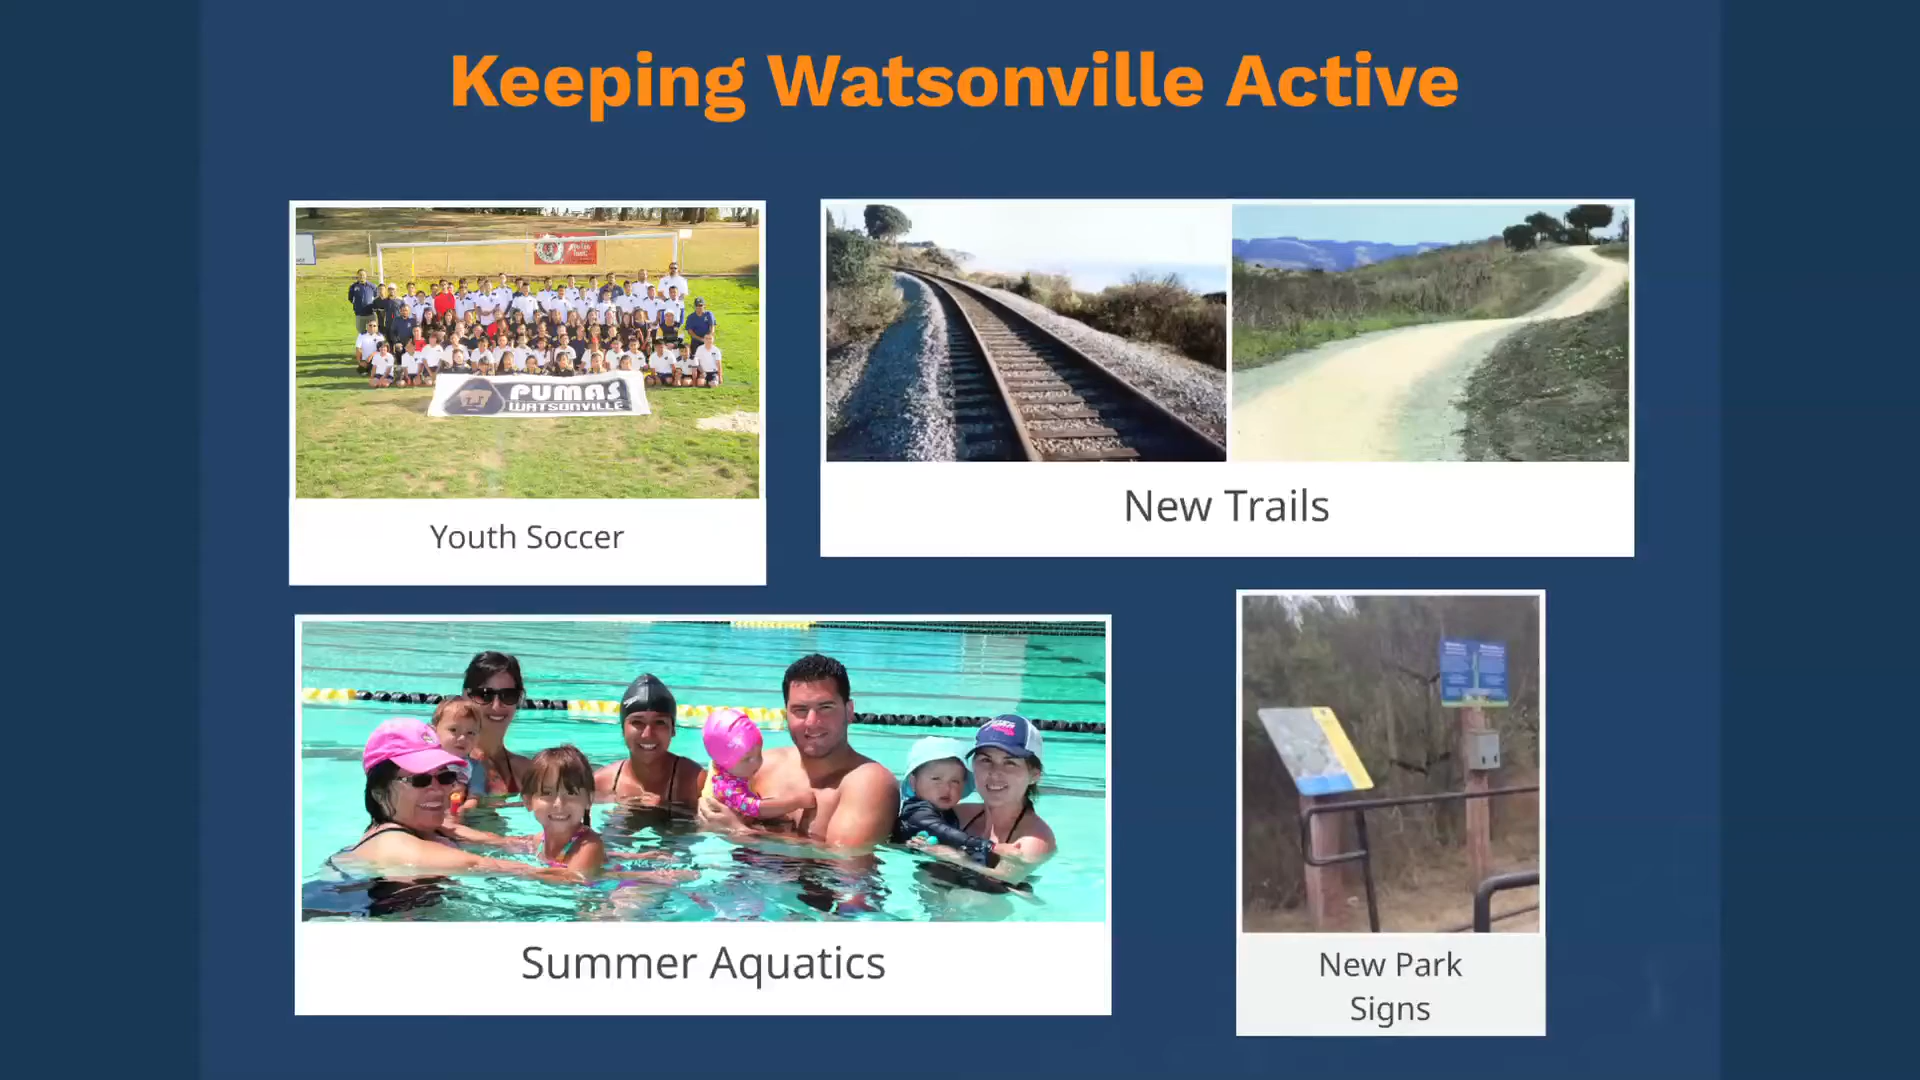 Keeping Watsonville Active
PUMAS
WATSONVILLE
Youth Soccer
New Trails
Summer Aquatics
New Park
Signs